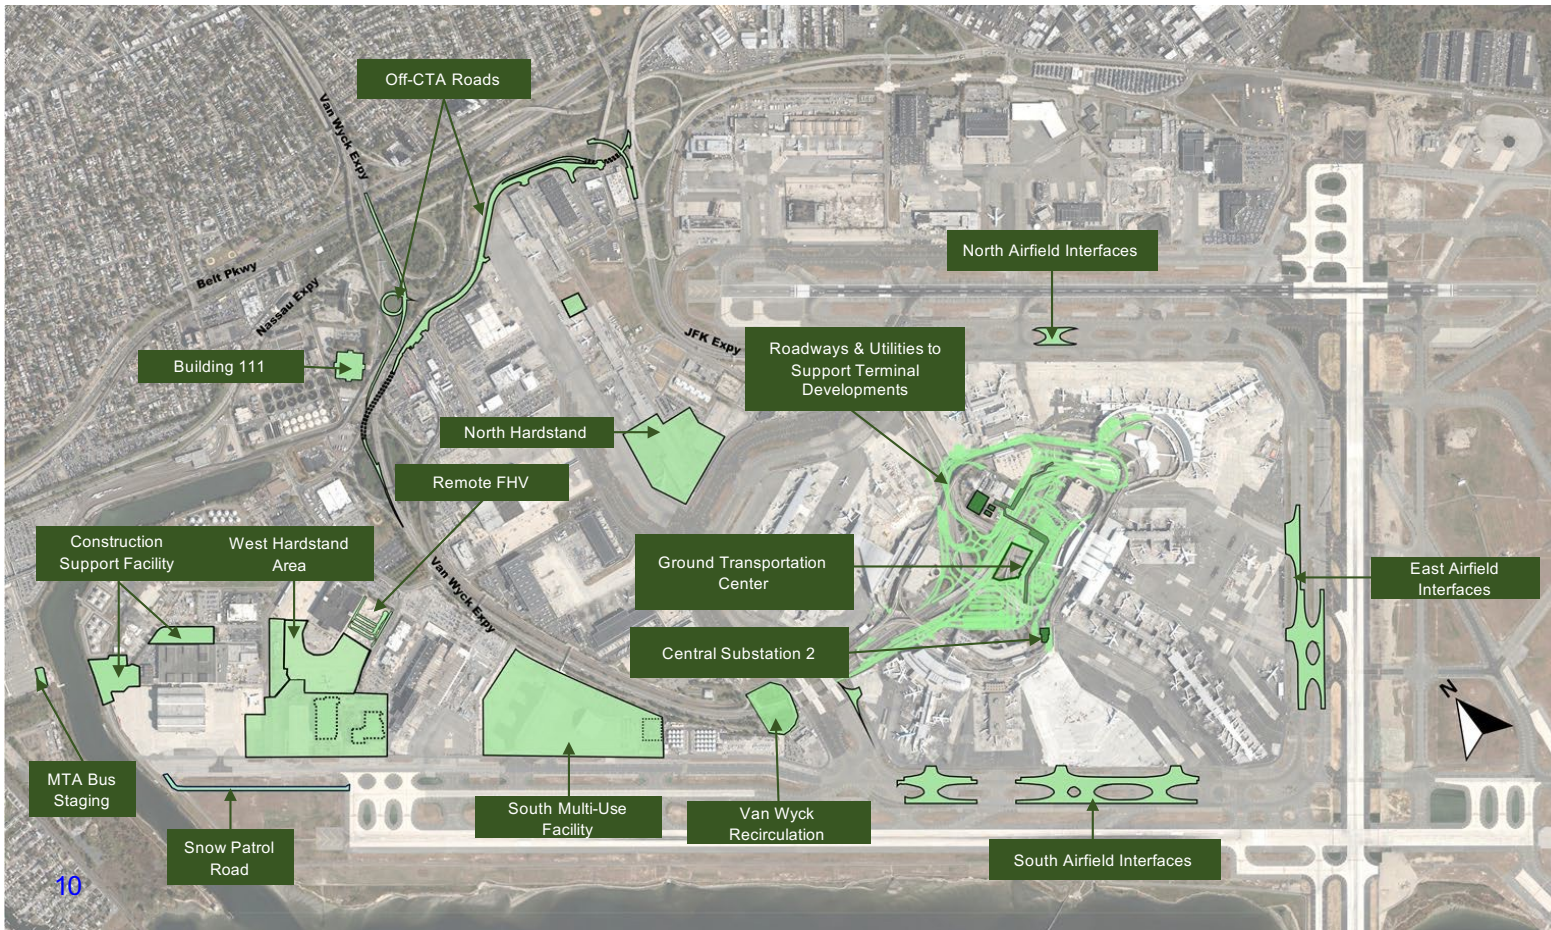 Off-CTA Roads
Van Wyck Expy
North Airfield Interfaces
Belt Pkwy
Nassau Expy
JFK Expy
Roadways & Utilities to
Support Terminal
Developments
Building 111
North Hardstand
Remote FHV
Construction
Support Facility
West Hardstand
Area
Ground Transportation
Center
East Airfield
Interfaces
Van Wyck Expy
Central Substation 2
N
MTA Bus
Staging
South Multi-Use
Facility
Van Wyck
Recirculation
Snow Patrol
Road
South Airfield Interfaces
10